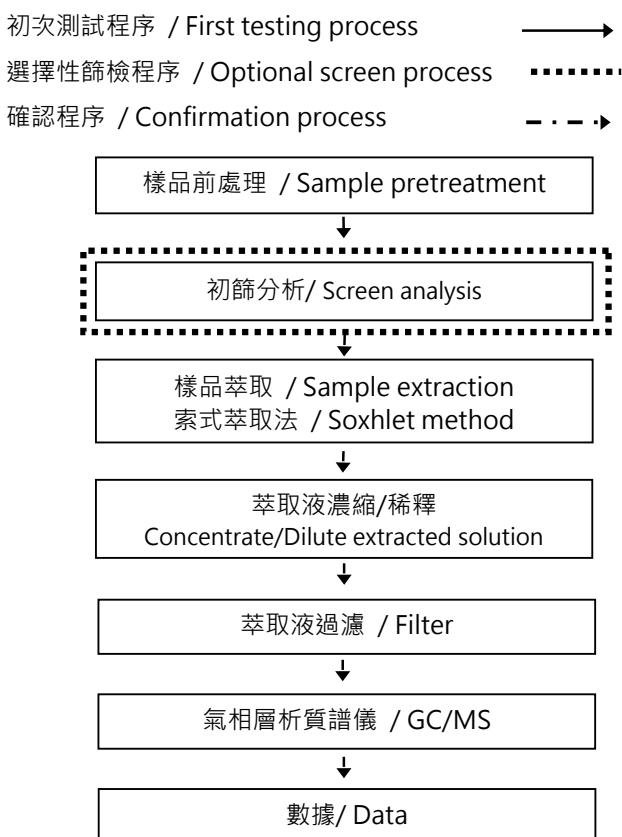 初次測試程序 / First testing process
選擇性篩檢程序 / Optional screen process
確認程序 / Confirmation process
樣品前處理 / Sample pretreatment
初篩分析/ Screen analysis
樣品萃取 / Sample extraction
索式萃取法 / Soxhlet method
萃取液濃縮/稀釋
Concentrate/Dilute extracted solution
萃取液過濾 / Filter
氣相層析質譜儀 / GC/MS
數據/ Data